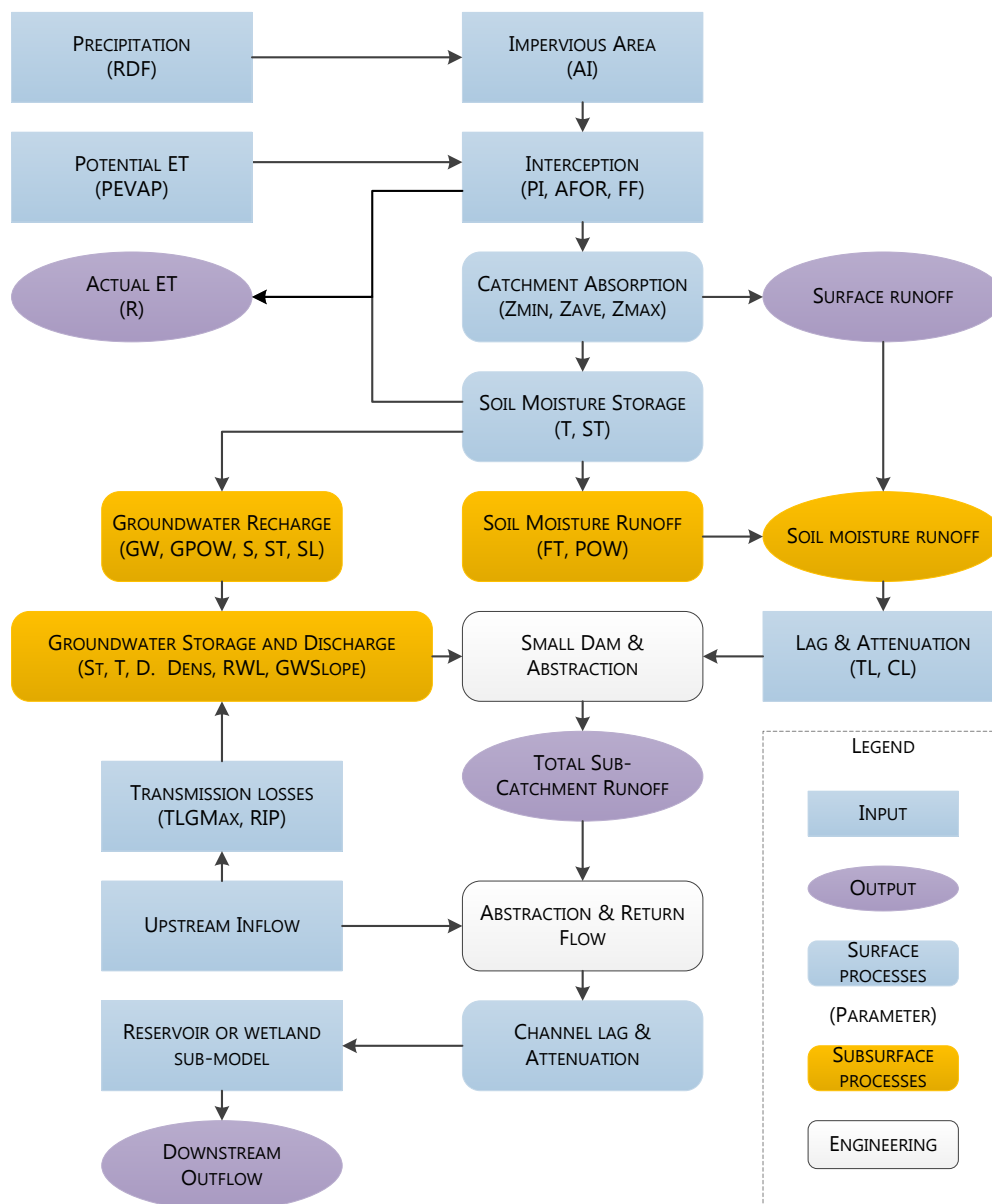 PRECIPITATION
(RDF)
IMPERVIOUS AREA
(AI)
POTENTIAL ET
(PEVAP)
INTERCEPTION
(PI, AFOR, FF)
ACTUAL ET
(R)
CATCHMENT ABSORPTION
(ZMIN, ZAVE, ZMAX)
SURFACE RUNOFF
SOIL MOISTURE STORAGE
(T, ST)
GROUNDWATER RECHARGE
(GW, GPOW, S, ST, SL)
SOIL MOISTURE RUNOFF
(FT, POW)
SOIL MOISTURE RUNOFF
GROUNDWATER STORAGE AND DISCHARGE
(ST, T, D. DENS, RWL, GWSLOPE)
SMALL DAM &
ABSTRACTION
LAG & ATTENUATION
(TL, CL)
TRANSMISSION LOSSES
(TLGMAX, RIP)
TOTAL SUB-
CATCHMENT RUNOFF
UPSTREAM INFLOW
ABSTRACTION & RETURN
FLOW
RESERVOIR OR WETLAND
SUB-MODEL
CHANNEL LAG &
ATTENUATION
DOWNSTREAM
OUTFLOW
LEGEND
INPUT
OUTPUT
SURFACE
PROCESSES
(PARAMETER)
SUBSURFACE
PROCESSES
ENGINEERING